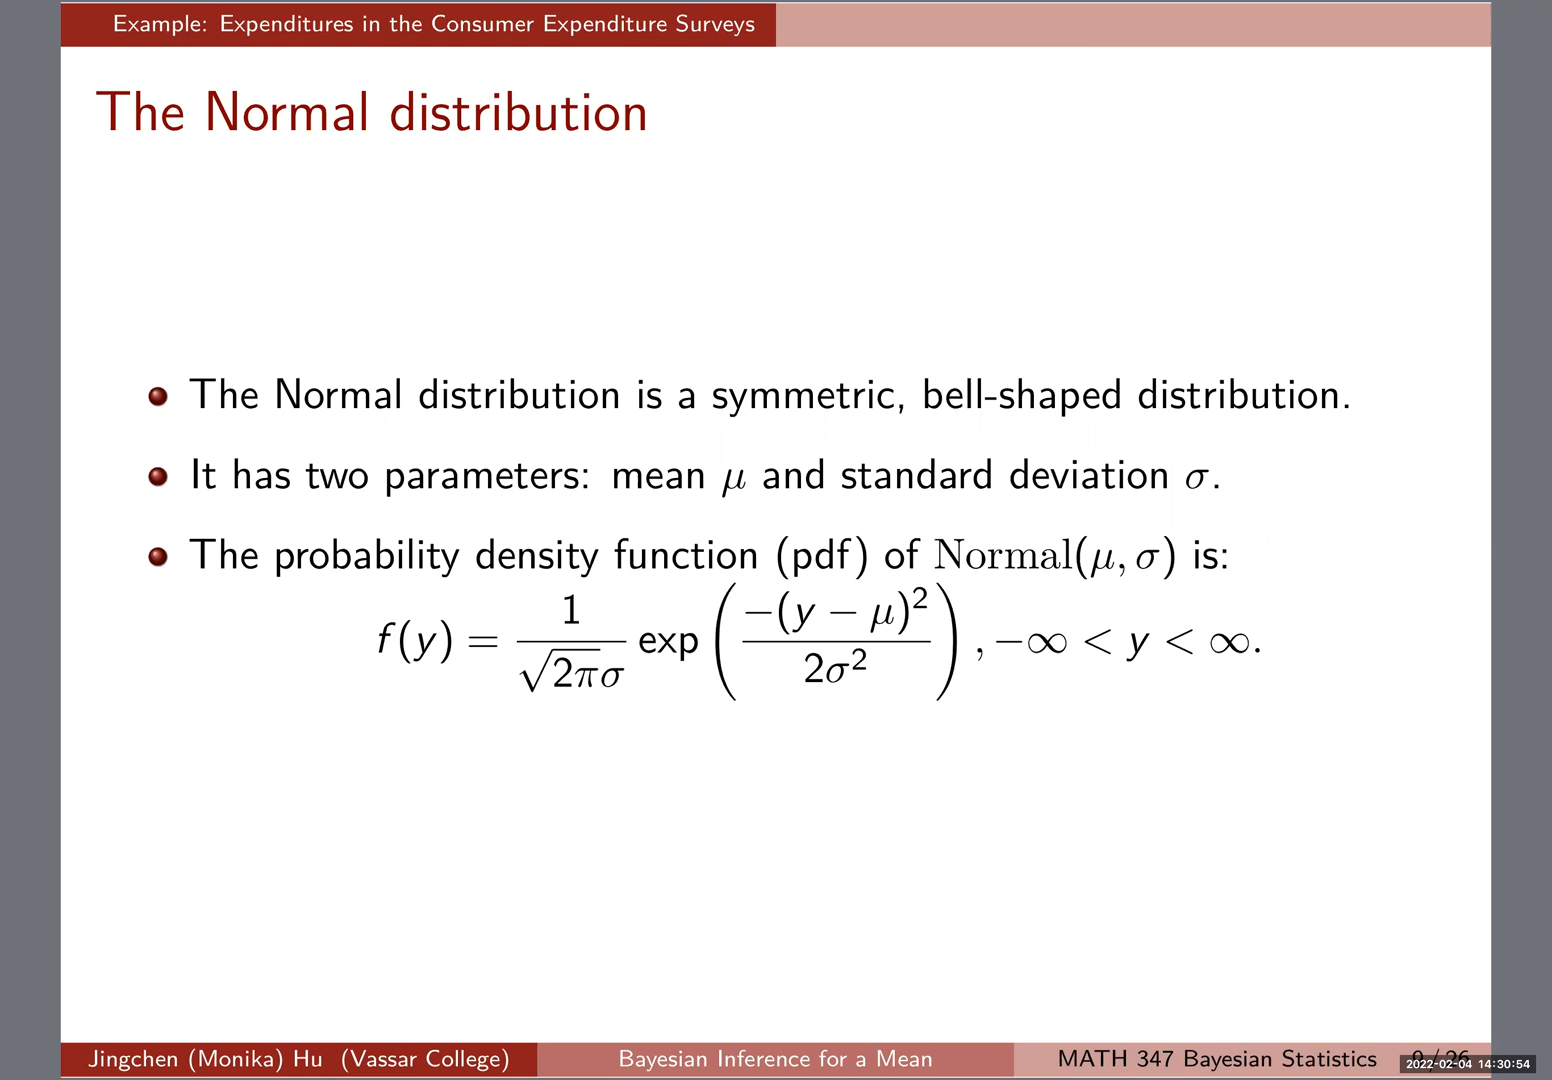 Example: Expenditures in the Consumer Expenditure Surveys
The Normal distribution
The Normal distribution is a symmetric, bell-shaped distribution.
It has two parameters: mean μ and standard deviation σ.
The probability density function (pdf) of Normal(μ, σ) is:
f(y) = 1/(√2π σ) exp(−(y − μ)²/2σ²), −∞ < y < ∞.
Jingchen (Monika) Hu (Vassar College) Bayesian Inference for a Mean MATH 347 Bayesian Statistics
2022-02-04 14:30:54